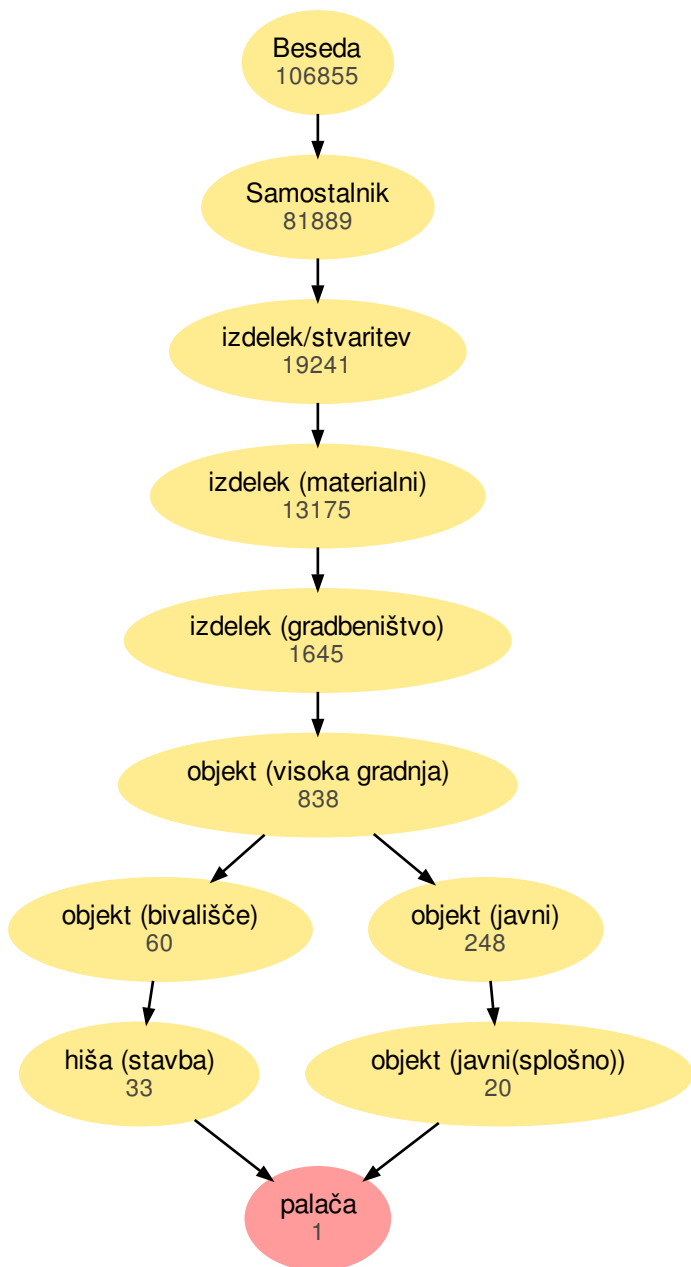 Beseda
106855
Samostalnik
81889
izdelek/stvaritev
19241
izdelek (materialni)
13175
izdelek (gradbeništvo)
1645
objekt (visoka gradnja)
838
objekt (bivališče)
60
objekt (javni)
248
hiša (stavba)
33
objekt (javni(splošno))
20
palača
1